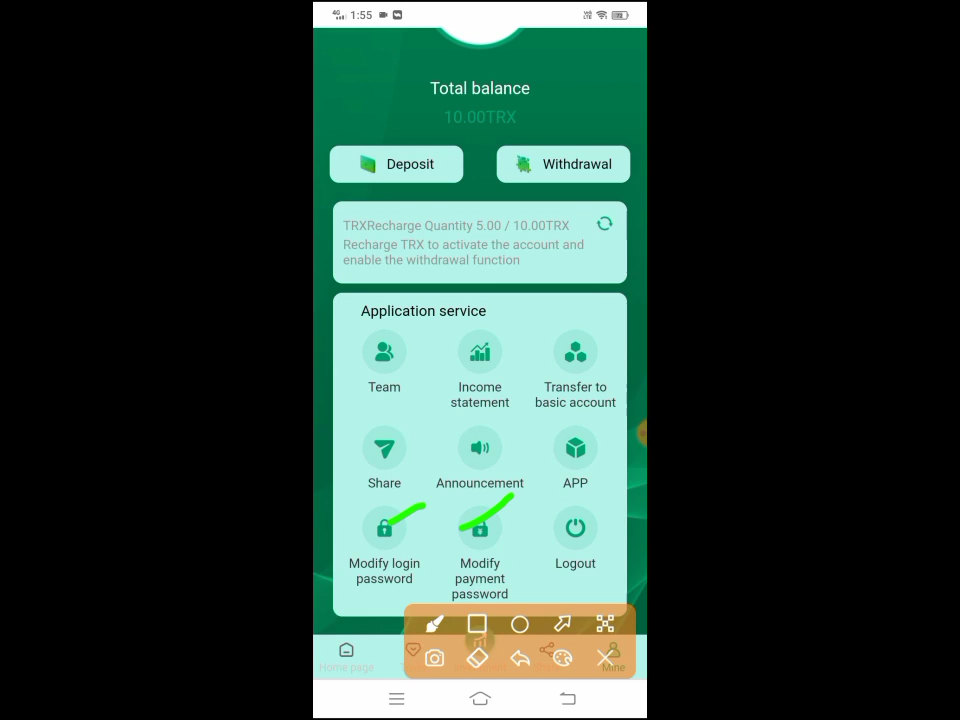 4G 1:55
Total balance
10.00TRX
Deposit
Withdrawal
TRXRecharge Quantity 5.00 / 10.00TRX
Recharge TRX to activate the account and
enable the withdrawal function
Application service
Team
Income
statement
Transfer to
basic account
Share
Announcement
APP
Modify login
password
Modify
payment
password
Logout
Home page
Mine